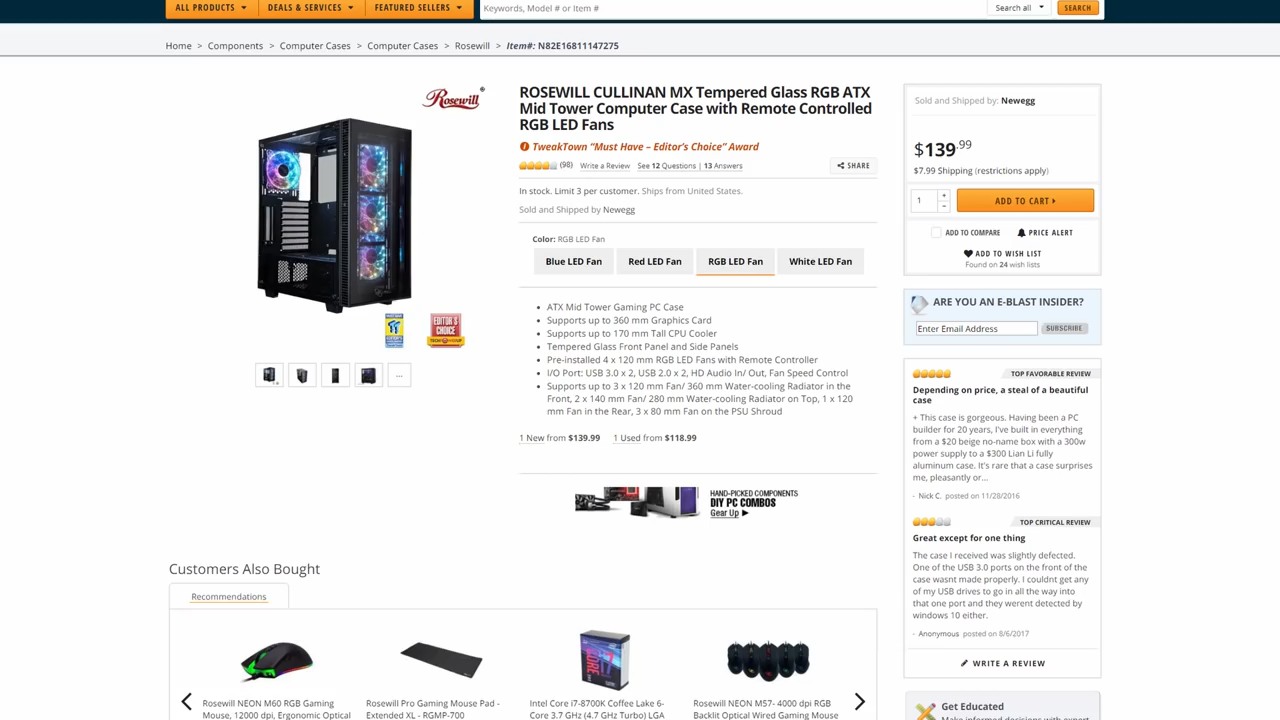 ALL PRODUCTS
DEALS & SERVICES
FEATURED SELLERS
Keywords, Model # or Item #
Search all
SEARCH
Home > Components > Computer Cases > Computer Cases > Rosewill > Item#: N82E16811147275
Rosewill
ROSEWILL CULLINAN MX Tempered Glass RGB ATX
Mid Tower Computer Case with Remote Controlled
RGB LED Fans
TweakTown “Must Have – Editor's Choice” Award
(98) Write a Review See 12 Questions | 13 Answers
SHARE
In stock. Limit 3 per customer. Ships from United States.
Sold and Shipped by Newegg
Color: RGB LED Fan
Blue LED Fan
Red LED Fan
RGB LED Fan
White LED Fan
• ATX Mid Tower Gaming PC Case
• Supports up to 360 mm Graphics Card
• Supports up to 170 mm Tall CPU Cooler
• Tempered Glass Front Panel and Side Panels
• Pre-installed 4 x 120 mm RGB LED Fans with Remote Controller
• I/O Port: USB 3.0 x 2, USB 2.0 x 2, HD Audio In/ Out, Fan Speed Control
• Supports up to 3 x 120 mm Fan/ 360 mm Water-cooling Radiator in the
Front, 2 x 140 mm Fan/ 280 mm Water-cooling Radiator on Top, 1 x 120
mm Fan in the Rear, 3 x 80 mm Fan on the PSU Shroud
1 New from $139.99 1 Used from $118.99
EDITOR'S
CHOICE
...
HAND-PICKED COMPONENTS
DIY PC COMBOS
Gear Up
Customers Also Bought
Recommendations
Rosewill NEON M60 RGB Gaming
Mouse, 12000 dpi, Ergonomic Optical
Rosewill Pro Gaming Mouse Pad -
Extended XL - RGMP-700
CORE i7
Intel Core i7-8700K Coffee Lake 6-
Core 3.7 GHz (4.7 GHz Turbo) LGA
Rosewill NEON M57- 4000 dpi RGB
Backlit Optical Wired Gaming Mouse
Sold and Shipped by: Newegg
$139.99
$7.99 Shipping (restrictions apply)
1
+
−
ADD TO CART
ADD TO COMPARE
PRICE ALERT
ADD TO WISH LIST
Found on 24 wish lists
ARE YOU AN E-BLAST INSIDER?
Enter Email Address
SUBSCRIBE
TOP FAVORABLE REVIEW
Depending on price, a steal of a beautiful
case
+ This case is gorgeous. Having been a PC
builder for 20 years, I've built in everything
from a $20 beige no-name box with a 300w
power supply to a $300 Lian Li fully
aluminum case. It's rare that a case surprises
me, pleasantly or...
- Nick C. posted on 11/28/2016
TOP CRITICAL REVIEW
Great except for one thing
The case I received was slightly defected.
One of the USB 3.0 ports on the front of the
case wasnt made properly. I couldnt get any
of my USB drives to go in all the way into
that one port and they werent detected by
windows 10 either.
- Anonymous posted on 8/6/2017
WRITE A REVIEW
Get Educated
Make informed decisions with expert